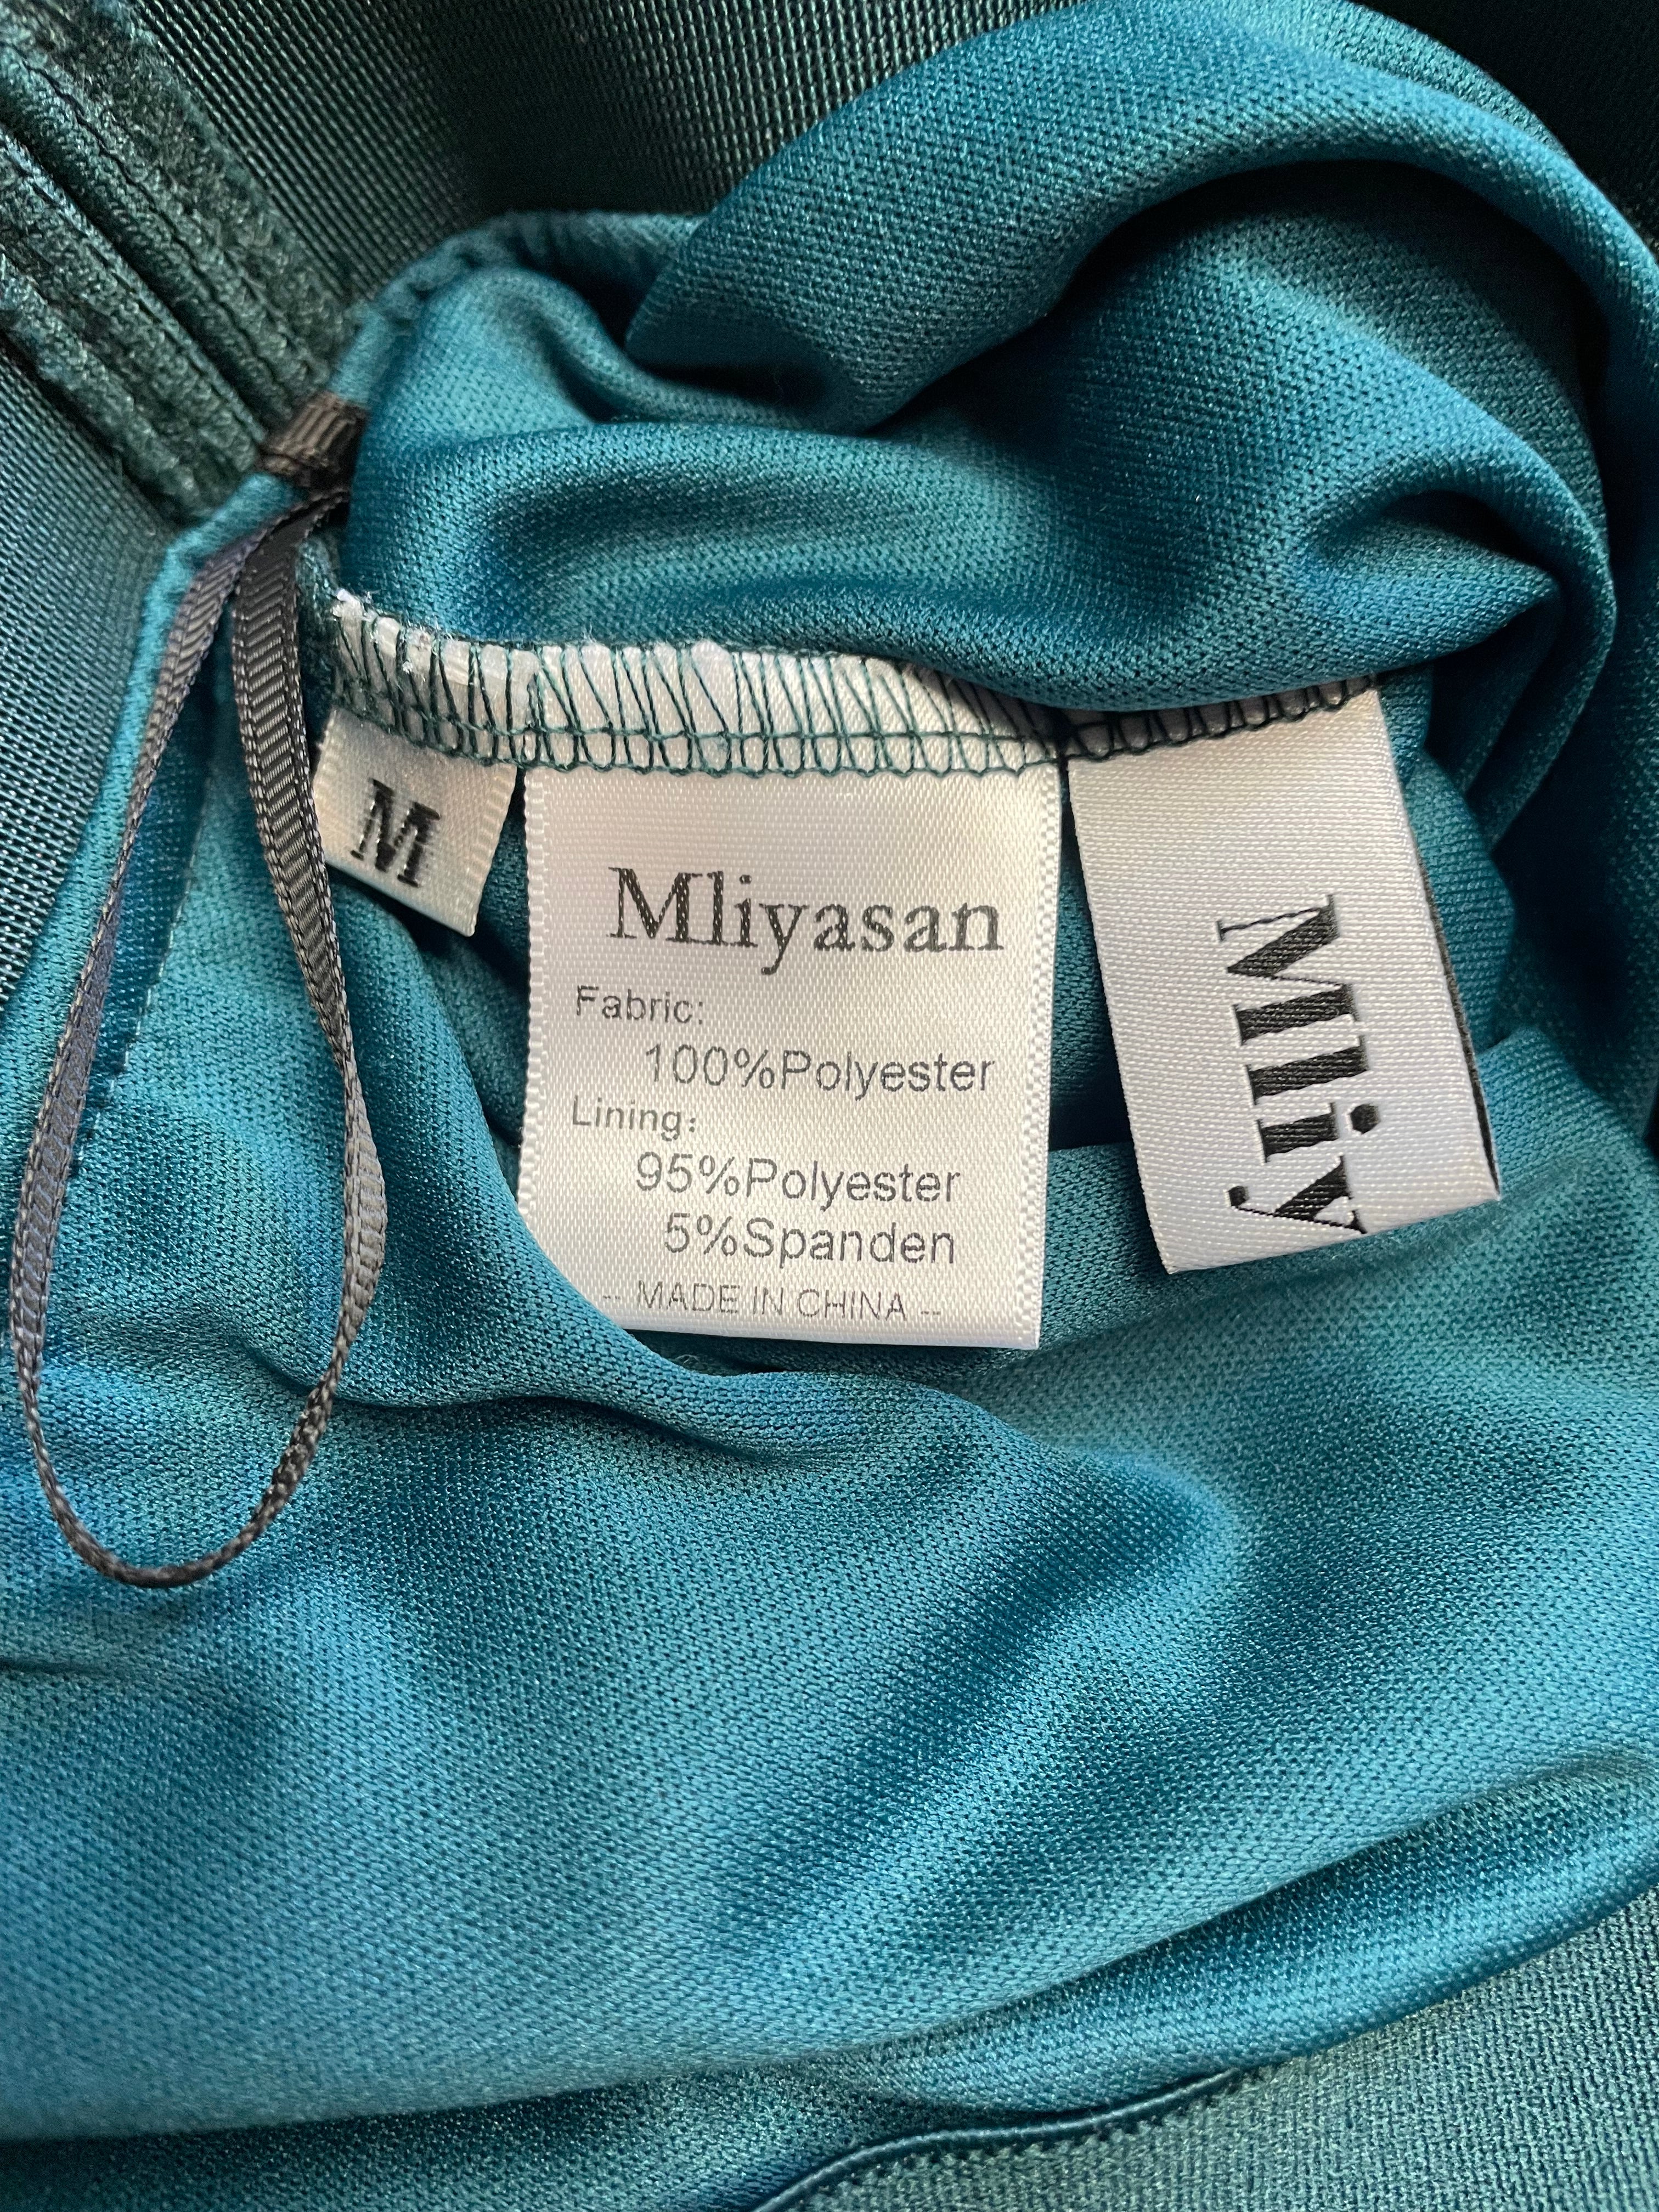 M
Mliyasan
Fabric:
100%Polyester
Lining:
95%Polyester
5%Spanden
-- MADE IN CHINA --
Mliy